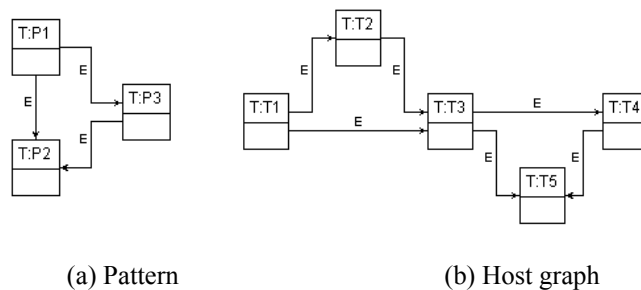 T:P1
E
E
T:P3
E
T:P2
T:T2
E
E
T:T1
E
T:T3
E
T:T4
E
E
T:T5
(a) Pattern
(b) Host graph